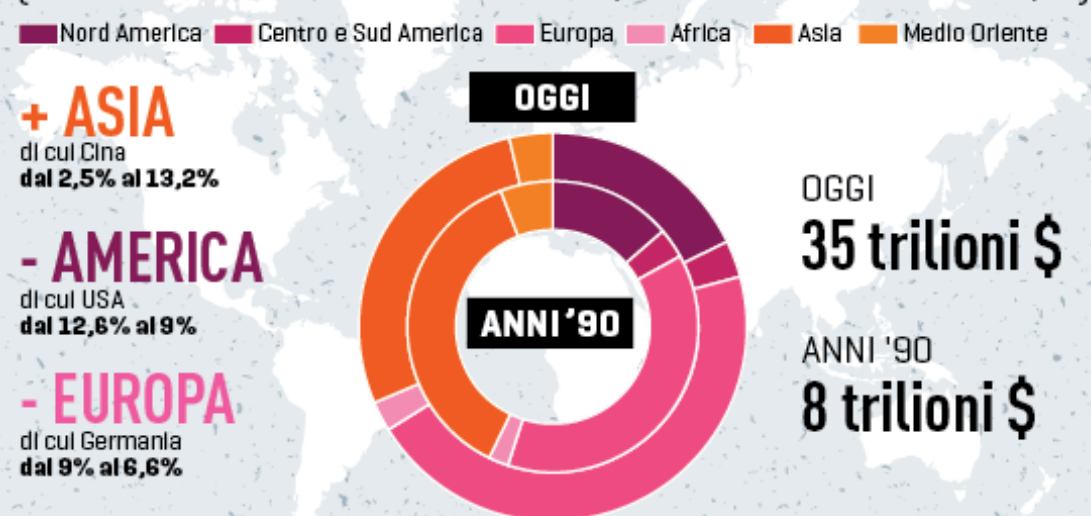 Nord America Centro e Sud America Europa Africa Asia Medio Oriente
+ ASIA
di cui Cina
dal 2,5% al 13,2%
- AMERICA
di cui USA
dal 12,6% al 9%
- EUROPA
di cui Germania
dal 9% al 6,6%
OGGI
ANNI '90
OGGI
35 trilioni $
ANNI '90
8 trilioni $